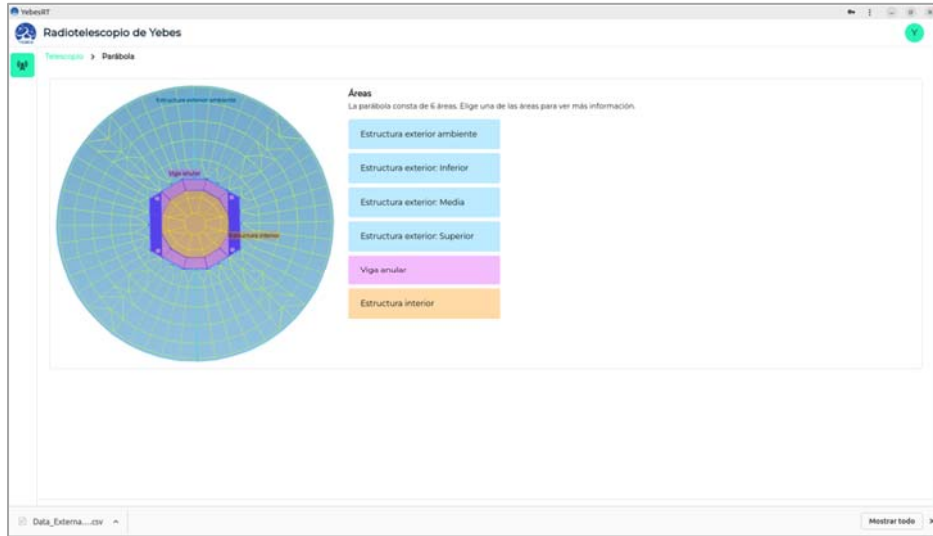 YebesRT
Radiotelescopio de Yebes
Y
Telescopio > Parábola
Áreas
La parábola consta de 6 áreas. Elige una de las áreas para ver más información.
Estructura exterior ambiente
Viga anular
Estructura interior
Estructura exterior ambiente
Estructura exterior: Inferior
Estructura exterior: Media
Estructura exterior: Superior
Viga anular
Estructura interior
Data_Externa....csv
Mostrar todo